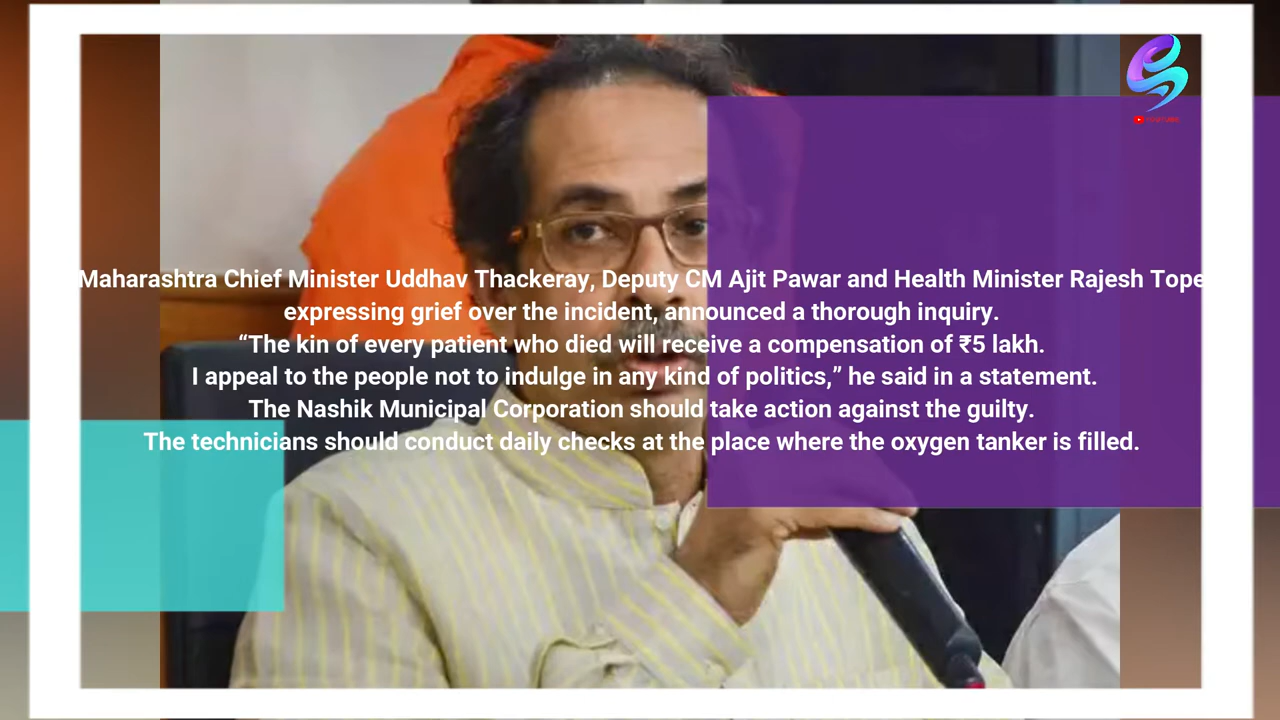 Maharashtra Chief Minister Uddhav Thackeray, Deputy CM Ajit Pawar and Health Minister Rajesh Tope
expressing grief over the incident, announced a thorough inquiry.
“The kin of every patient who died will receive a compensation of ₹5 lakh.
I appeal to the people not to indulge in any kind of politics,” he said in a statement.
The Nashik Municipal Corporation should take action against the guilty.
The technicians should conduct daily checks at the place where the oxygen tanker is filled.